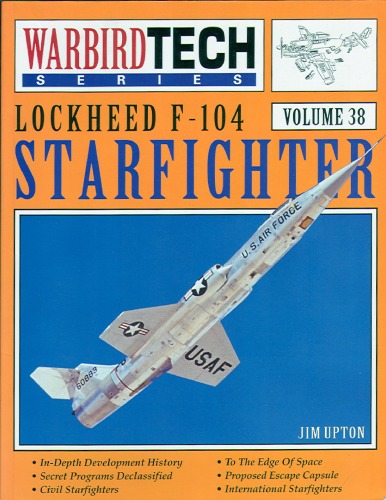 WARBIRDTECH
SERIES
LOCKHEED F-104
VOLUME 38
STARFIGHTER
U.S. AIR FORCE
USAF
60889
JIM UPTON
• In-Depth Development History
• Secret Programs Declassified
• Civil Starfighters
• To The Edge Of Space
• Proposed Escape Capsule
• International Starfighters